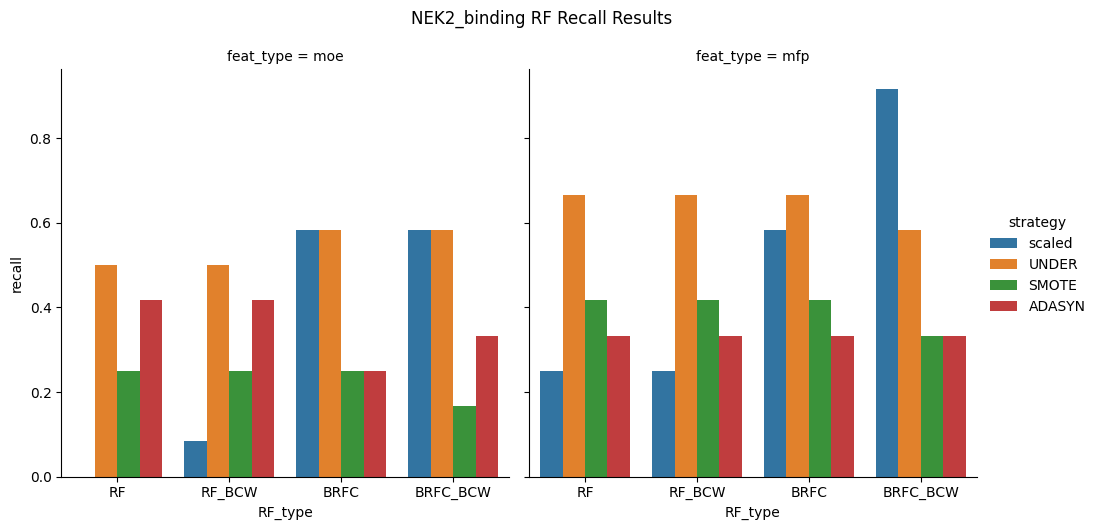 NEK2_binding RF Recall Results
feat_type = moe
feat_type = mfp
recall
0.8
0.6
0.4
0.2
0.0
RF
RF_BCW
BRFC
BRFC_BCW
RF_type
RF
RF_BCW
BRFC
BRFC_BCW
RF_type
strategy
scaled
UNDER
SMOTE
ADASYN